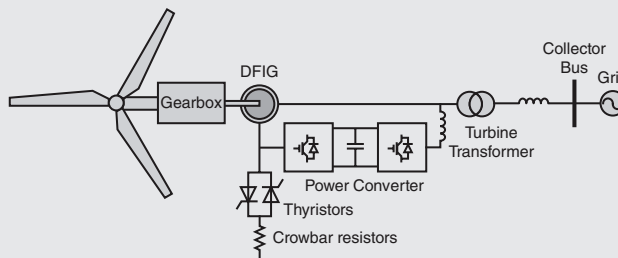 DFIG
Collector
Bus
Gri
Gearbox
Turbine
Transformer
Power Converter
Thyristors
Crowbar resistors